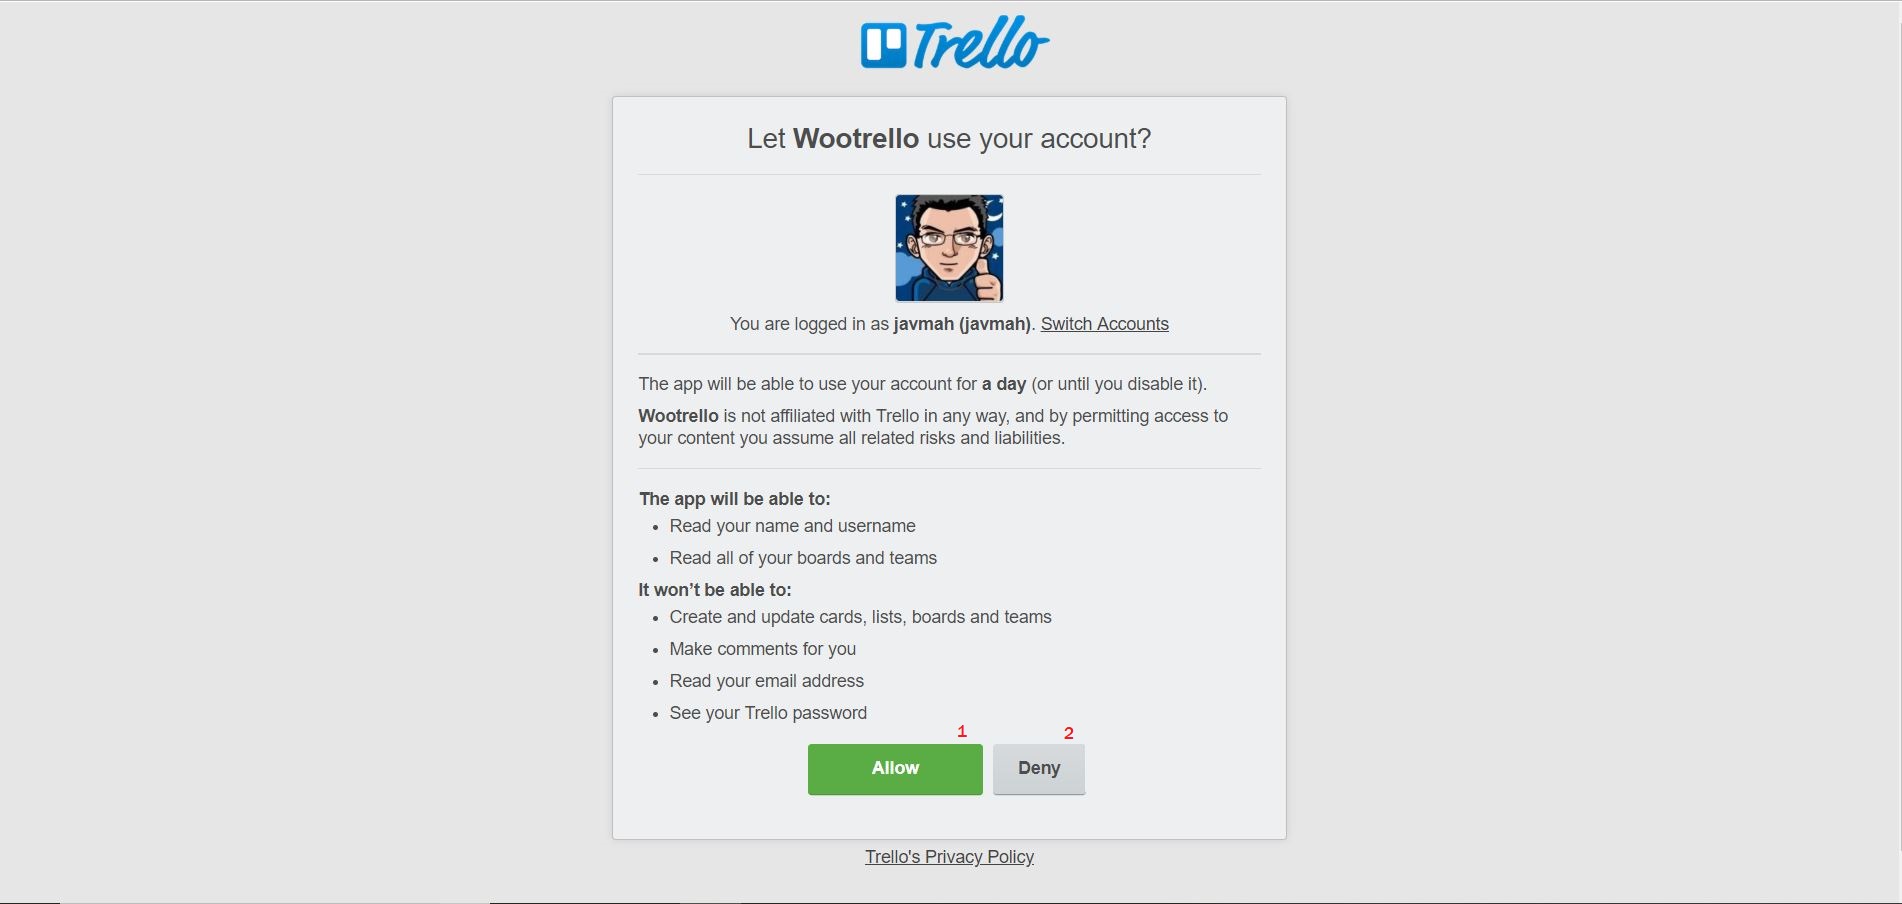 Trello
Let Wootrello use your account?
You are logged in as javmah (javmah). Switch Accounts
The app will be able to use your account for a day (or until you disable it).
Wootrello is not affiliated with Trello in any way, and by permitting access to
your content you assume all related risks and liabilities.
The app will be able to:
• Read your name and username
• Read all of your boards and teams
It won’t be able to:
• Create and update cards, lists, boards and teams
• Make comments for you
• Read your email address
• See your Trello password
1 2
Allow Deny
Trello's Privacy Policy